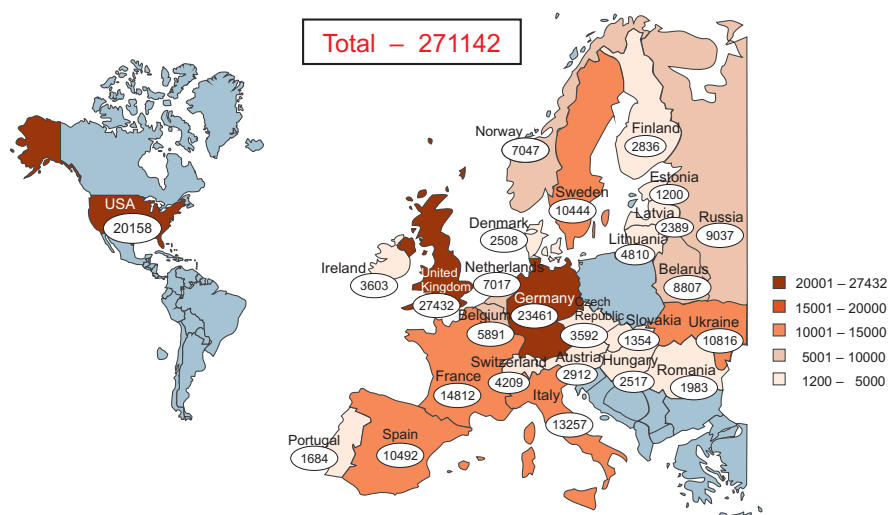 Total – 271142
Norway
7047
Finland
2836
Estonia
1200
USA
20158
Sweden
10444
Latvia
2389
Russia
9037
Denmark
2508
Lithuania
4810
Ireland
3603
United
Kingdom
27432
Netherlands
7017
Belarus
8807
Germany
23461
Czech
Republic
3592
Belgium
5891
Slovakia
1354
Ukraine
10816
Switzerland
4209
Austria
2912
Hungary
2517
Romania
1983
France
14812
Italy
13257
Portugal
1684
Spain
10492
20001 – 27432
15001 – 20000
10001 – 15000
5001 – 10000
1200 – 5000